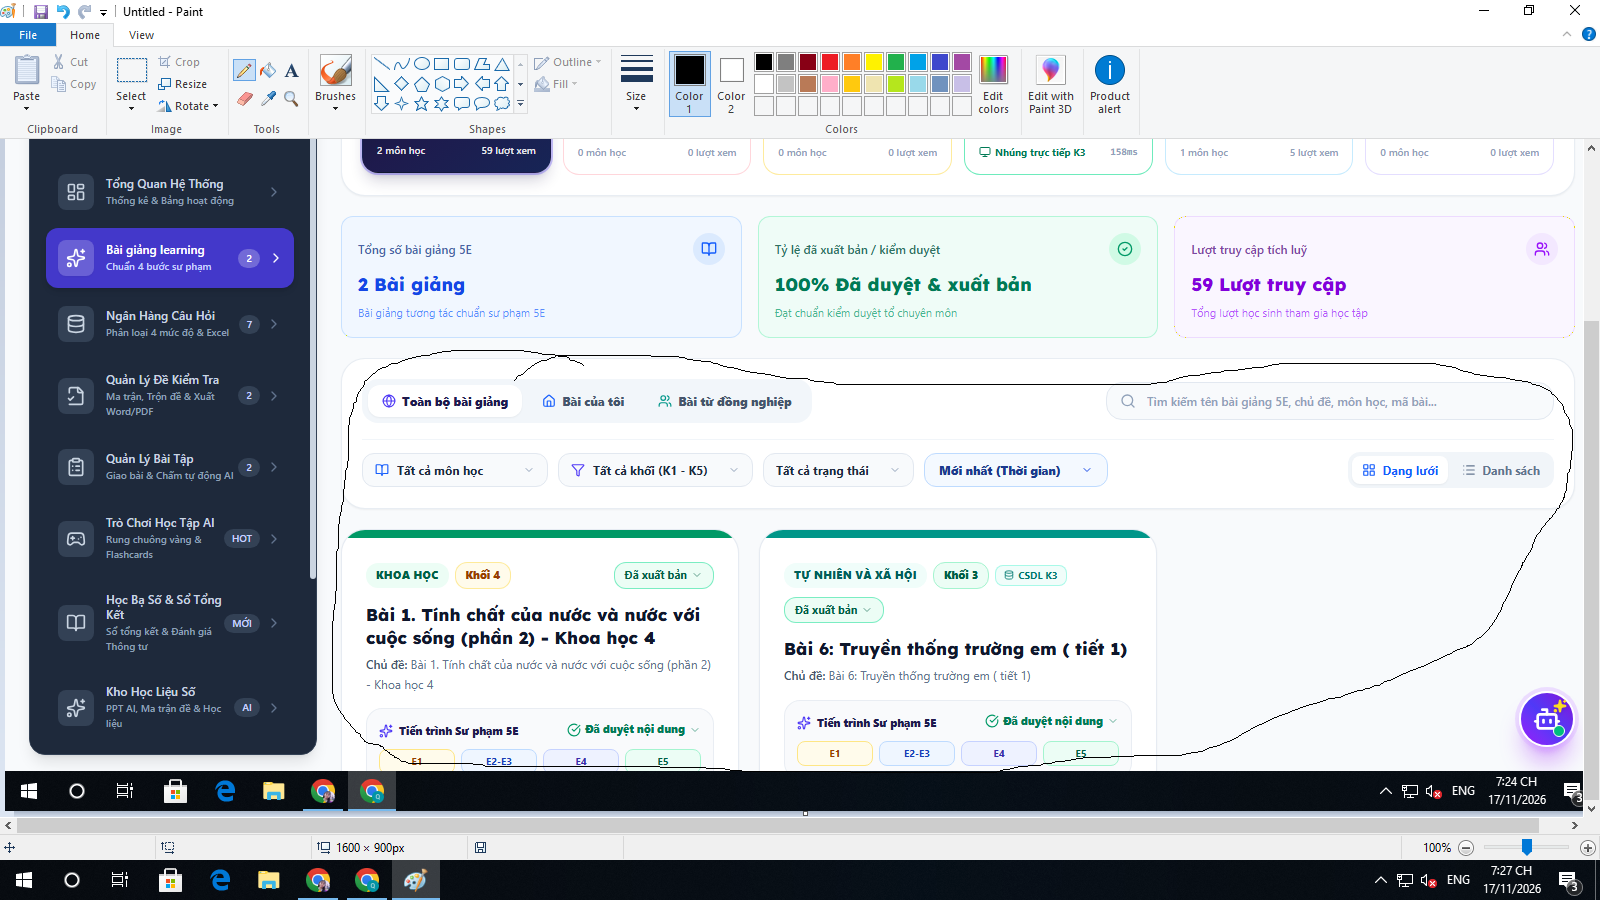 Untitled - Paint
File
Home
View
Paste
Cut
Copy
Clipboard
Select
Crop
Resize
Rotate
Image
A
Tools
Brushes
Shapes
Outline
Fill
Size
Color 1
Color 2
Colors
Edit colors
Edit with Paint 3D
Product alert
Tổng Quan Hệ Thống
Thống kê & Bảng hoạt động
Bài giảng learning
Chuẩn 4 bước sư phạm
2
Ngân Hàng Câu Hỏi
Phân loại 4 mức độ & Excel
7
Quản Lý Đề Kiểm Tra
Ma trận, Trộn đề & Xuất
Word/PDF
2
Quản Lý Bài Tập
Giao bài & Chấm tự động AI
2
Trò Chơi Học Tập AI
Rung chuông vàng &
Flashcards
HOT
Học Bạ Số & Sổ Tổng
Kết
Sổ tổng kết & Đánh giá
Thông tư
MỚI
Kho Học Liệu Số
PPT AI, Ma trận đề & Học
liệu
AI
2 môn học 59 lượt xem
0 môn học 0 lượt xem
0 môn học 0 lượt xem
Nhúng trực tiếp K3 158ms
1 môn học 5 lượt xem
0 môn học 0 lượt xem
Tổng số bài giảng 5E
2 Bài giảng
Bài giảng tương tác chuẩn sư phạm 5E
Tỷ lệ đã xuất bản / kiểm duyệt
100% Đã duyệt & xuất bản
Đạt chuẩn kiểm duyệt tổ chuyên môn
Lượt truy cập tích luỹ
59 Lượt truy cập
Tổng lượt học sinh tham gia học tập
Toàn bộ bài giảng
Bài của tôi
Bài từ đồng nghiệp
Tìm kiếm tên bài giảng 5E, chủ đề, môn học, mã bài...
Tất cả môn học
Tất cả khối (K1 - K5)
Tất cả trạng thái
Mới nhất (Thời gian)
Dạng lưới
Danh sách
KHOA HỌC
Khối 4
Đã xuất bản
Bài 1. Tính chất của nước và nước với
cuộc sống (phần 2) - Khoa học 4
Chủ đề: Bài 1. Tính chất của nước và nước với cuộc sống (phần 2)
- Khoa học 4
Tiến trình Sư phạm 5E
Đã duyệt nội dung
E1
E2-E3
E4
E5
TỰ NHIÊN VÀ XÃ HỘI
Khối 3
CSDL K3
Đã xuất bản
Bài 6: Truyền thống trường em ( tiết 1)
Chủ đề: Bài 6: Truyền thống trường em ( tiết 1)
Tiến trình Sư phạm 5E
Đã duyệt nội dung
E1
E2-E3
E4
E5
ENG
7:24 CH
17/11/2026
3
1600 × 900px
100%
ENG
7:27 CH
17/11/2026
3